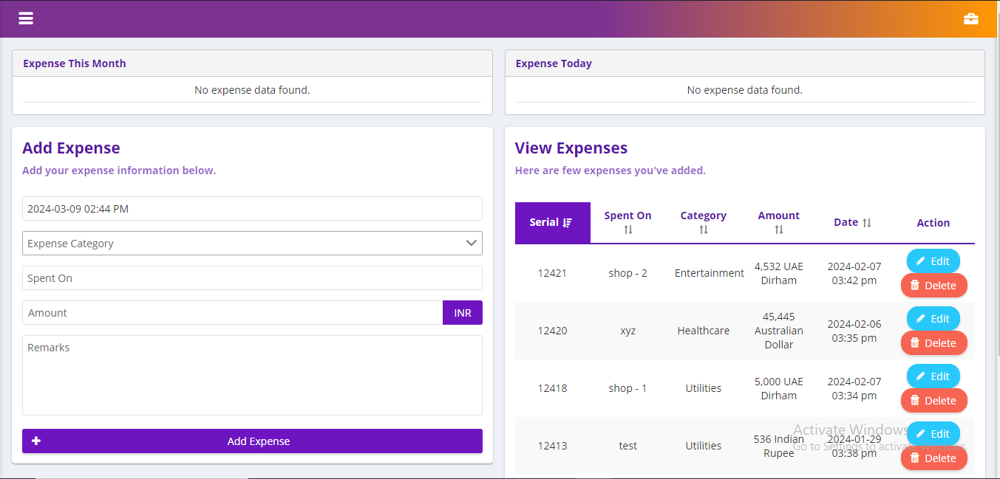 Expense This Month
No expense data found.
Expense Today
No expense data found.
Add Expense
Add your expense information below.
2024-03-09 02:44 PM
Expense Category
Spent On
Amount INR
Remarks
Add Expense
View Expenses
Here are few expenses you've added.
Serial Spent On Category Amount Date Action
12421 shop - 2 Entertainment 4,532 UAE Dirham 2024-02-07 03:42 pm Edit Delete
12420 xyz Healthcare 45,445 Australian Dollar 2024-02-06 03:35 pm Edit Delete
12418 shop - 1 Utilities 5,000 UAE Dirham 2024-02-07 03:34 pm Edit Delete
12413 test Utilities 536 Indian Rupee 2024-01-29 03:38 pm Edit Delete
Activate Windows
Go to Settings to activate Windows.